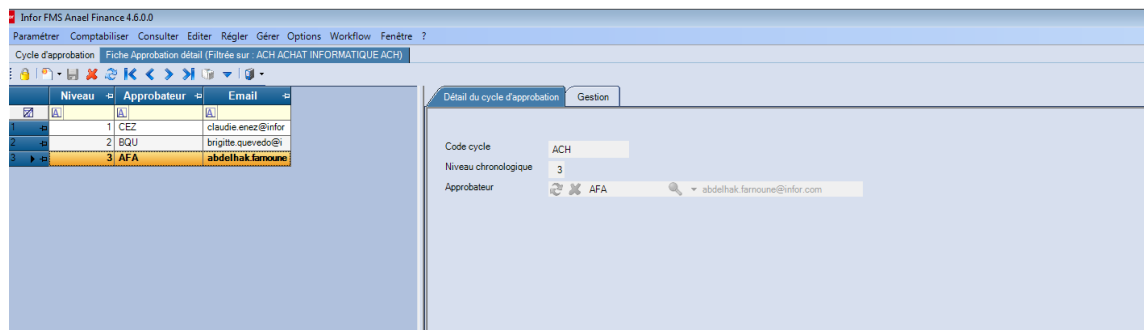 Infor FMS Anael Finance 4.6.0.0
Paramétrer Comptabiliser Consulter Editer Régler Gérer Options Workflow Fenêtre ?
Cycle d'approbation Fiche Approbation détail (Filtrée sur : ACH ACHAT INFORMATIQUE ACH)
Niveau Approbateur Email
1 1 CEZ claudie.enez@infor
2 2 BQU brigitte.quevedo@i
3 3 AFA abdelhak.farnoune
Détail du cycle d'approbation Gestion
Code cycle ACH
Niveau chronologique 3
Approbateur AFA abdelhak.farnoune@infor.com